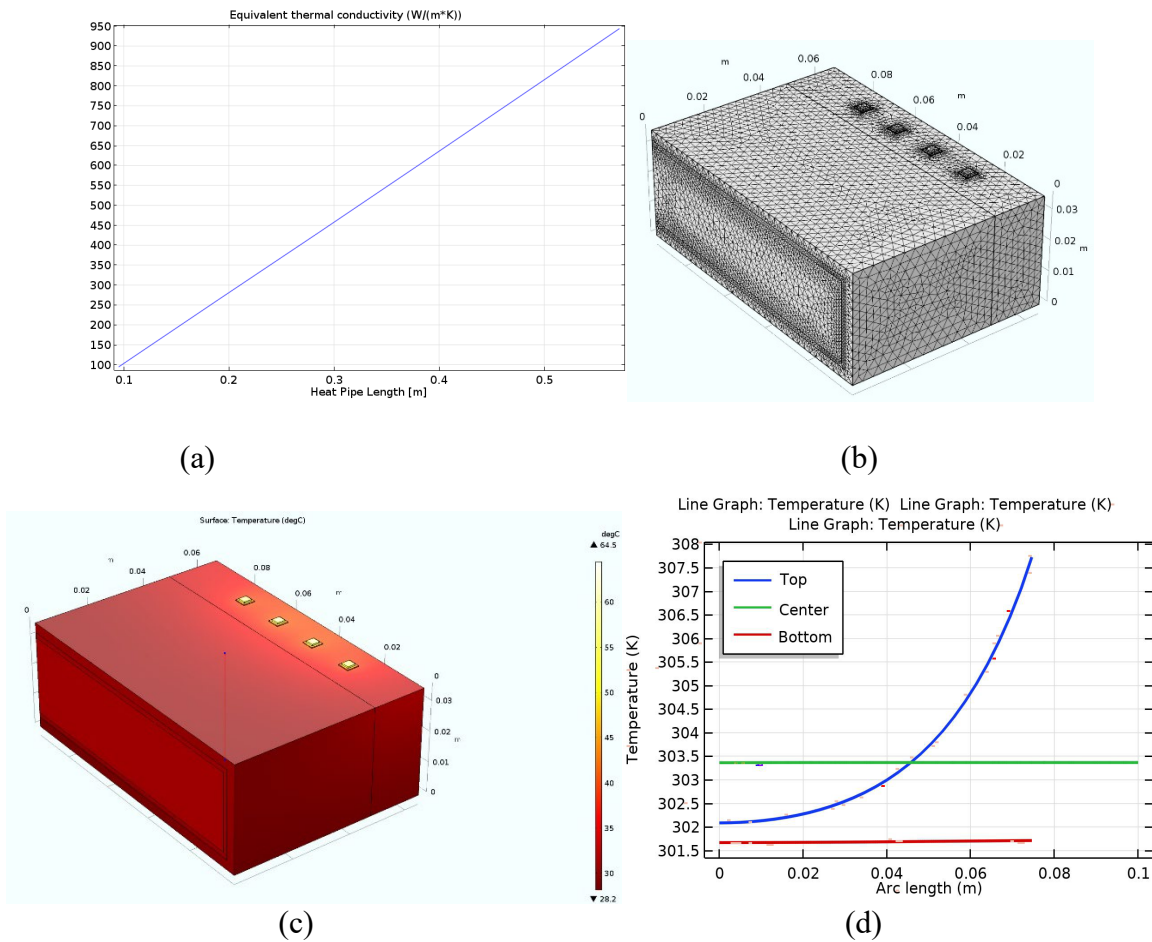 Equivalent thermal conductivity (W/(m*K))
950
900
850
800
750
700
650
600
550
500
450
400
350
300
250
200
150
100
0.1 0.2 0.3 0.4 0.5
Heat Pipe Length [m]
(a)
m
0.06
0.04
0.02
0
0.08
m
0.06
0.04
0.02
0
0.03
0.02
m
0.01
0
(b)
Surface: Temperature (degC)
m
0.06
0.04
0.02
0
0.08
0.06
m
0.04
0.02
0
0.03
0.02
m
0.01
0
degC
▲ 64.5
60
55
50
45
40
35
30
▼ 28.2
(c)
Line Graph: Temperature (K) Line Graph: Temperature (K)
Line Graph: Temperature (K)
Temperature (K)
308
307.5
307
306.5
306
305.5
305
304.5
304
303.5
303
302.5
302
301.5
Top
Center
Bottom
0 0.02 0.04 0.06 0.08 0.1
Arc length (m)
(d)